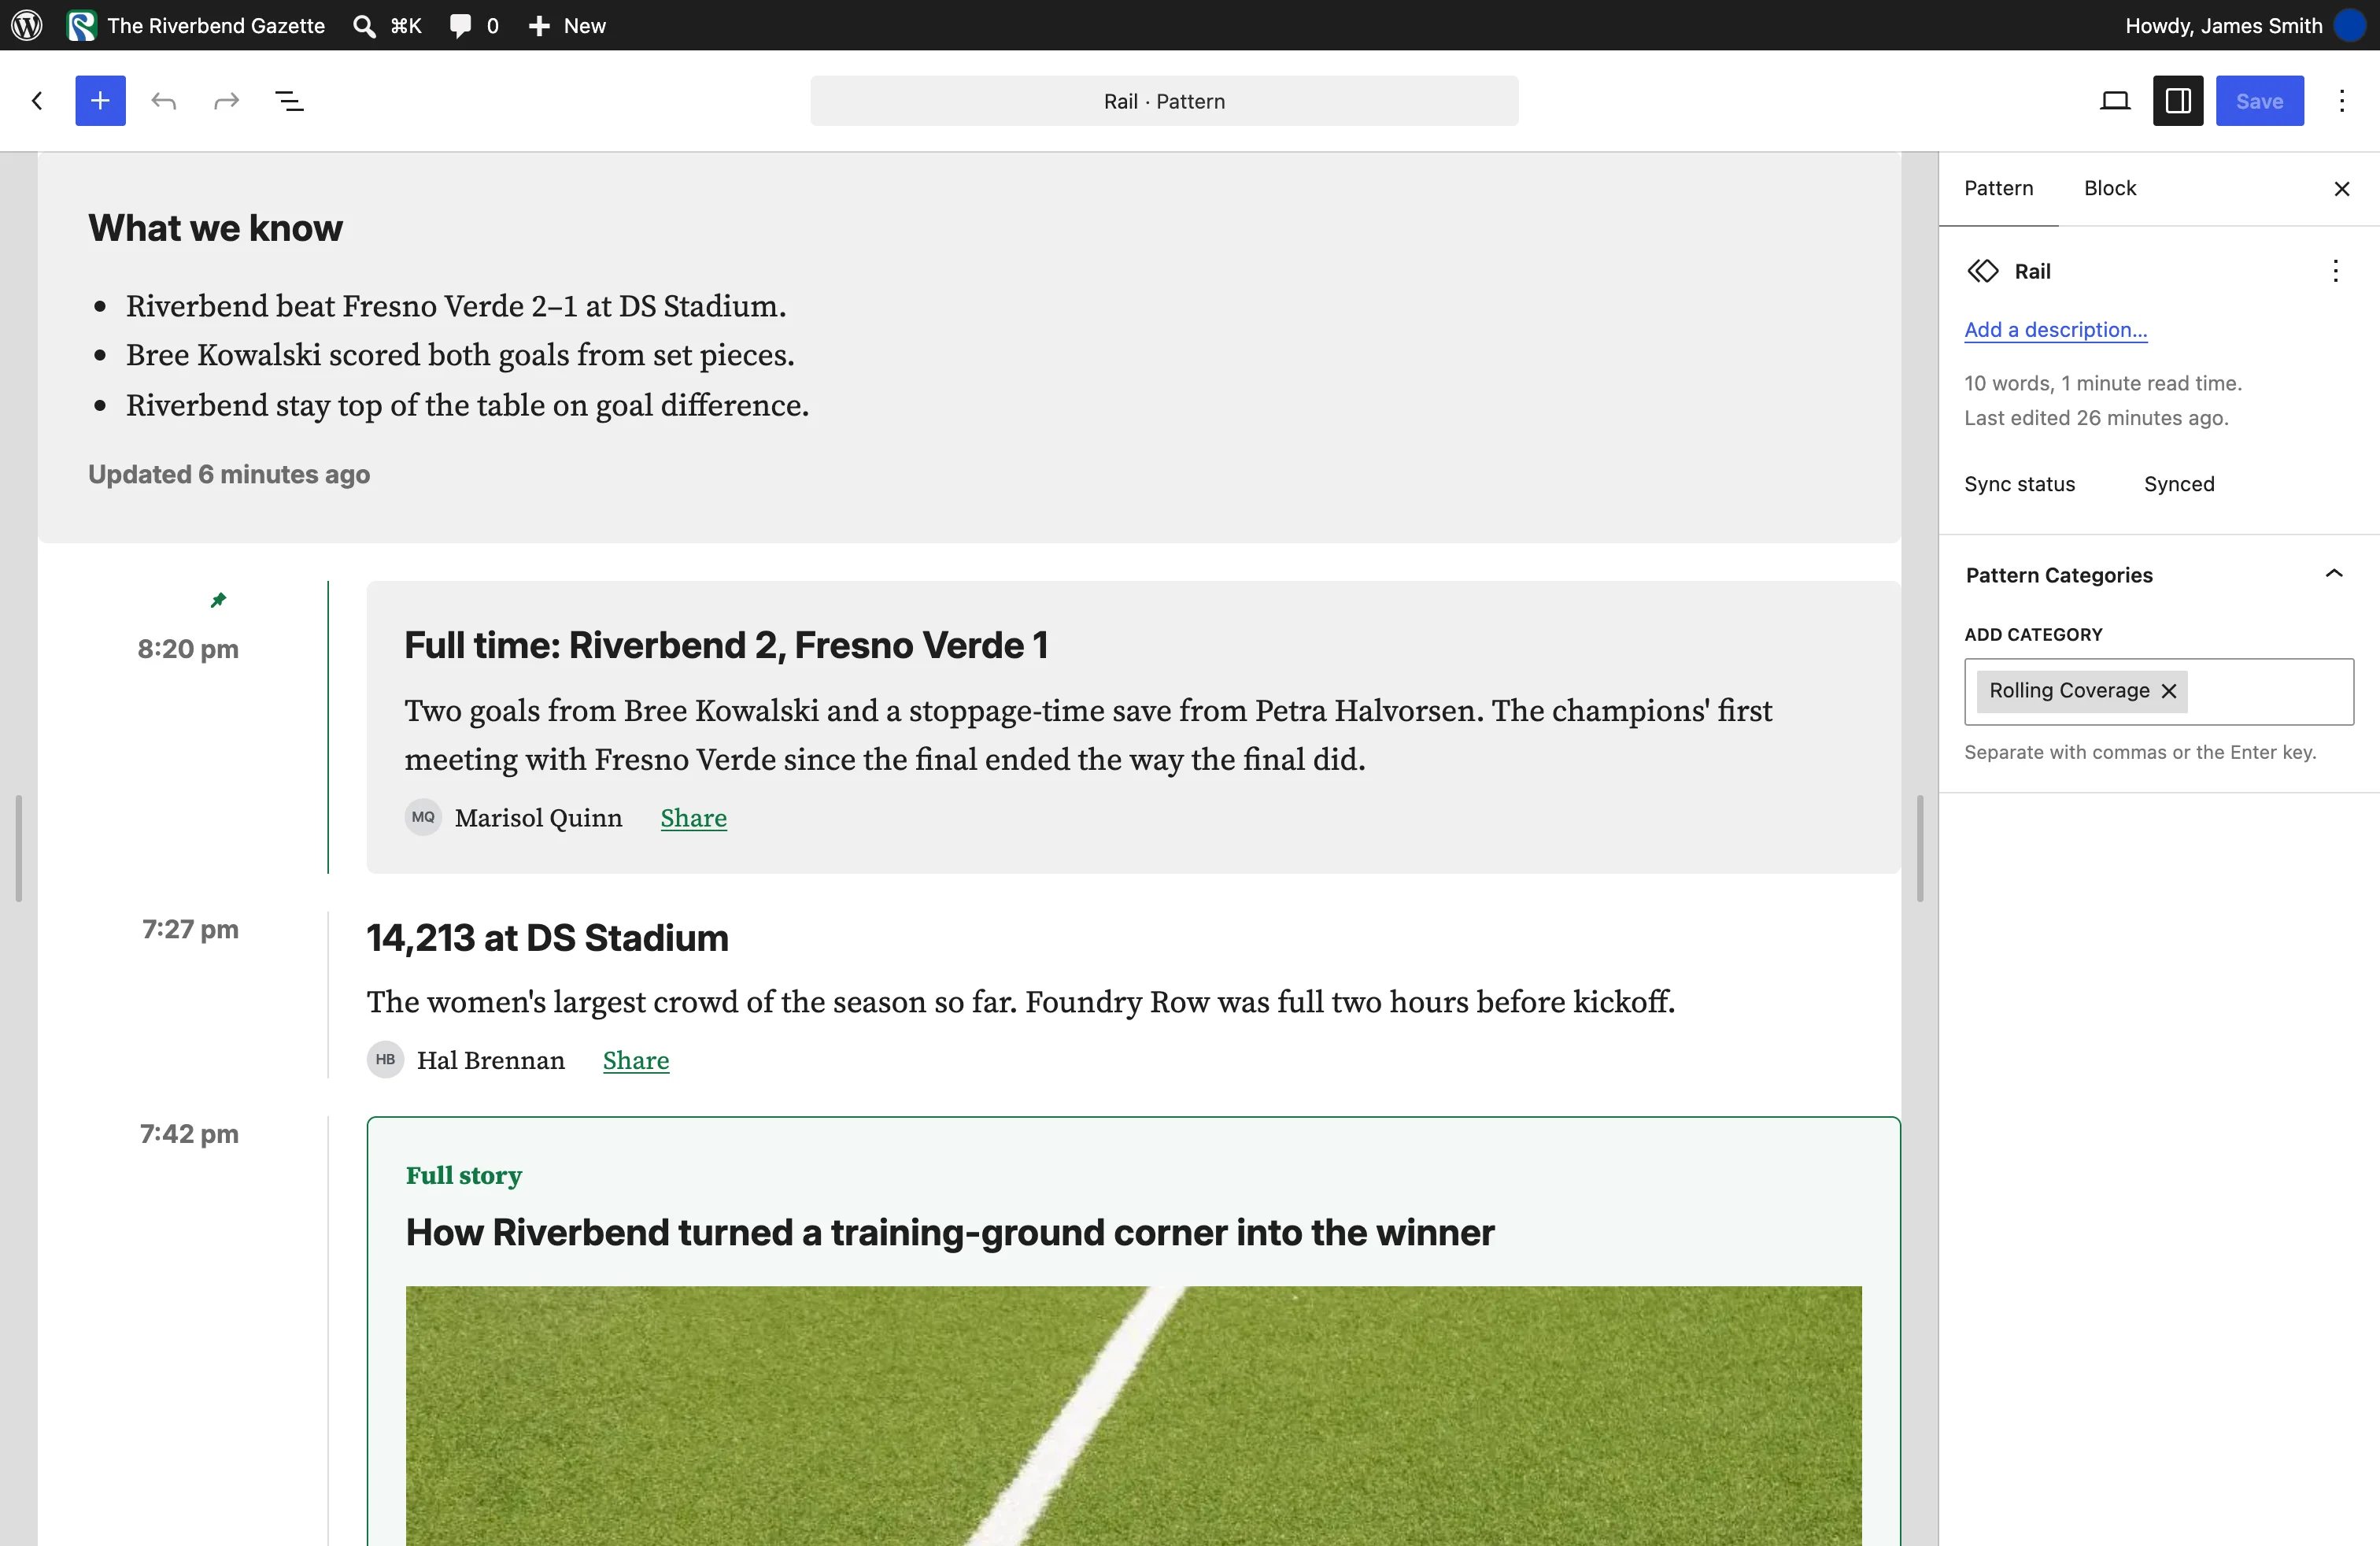 The Riverbend Gazette
⌘K
0
New
Howdy, James Smith
Rail · Pattern
Save
What we know
• Riverbend beat Fresno Verde 2–1 at DS Stadium.
• Bree Kowalski scored both goals from set pieces.
• Riverbend stay top of the table on goal difference.
Updated 6 minutes ago
8:20 pm
Full time: Riverbend 2, Fresno Verde 1
Two goals from Bree Kowalski and a stoppage-time save from Petra Halvorsen. The champions' first
meeting with Fresno Verde since the final ended the way the final did.
MQ Marisol Quinn Share
7:27 pm
14,213 at DS Stadium
The women's largest crowd of the season so far. Foundry Row was full two hours before kickoff.
HB Hal Brennan Share
7:42 pm
Full story
How Riverbend turned a training-ground corner into the winner
Pattern
Block
Rail
Add a description...
10 words, 1 minute read time.
Last edited 26 minutes ago.
Sync status Synced
Pattern Categories
ADD CATEGORY
Rolling Coverage
Separate with commas or the Enter key.